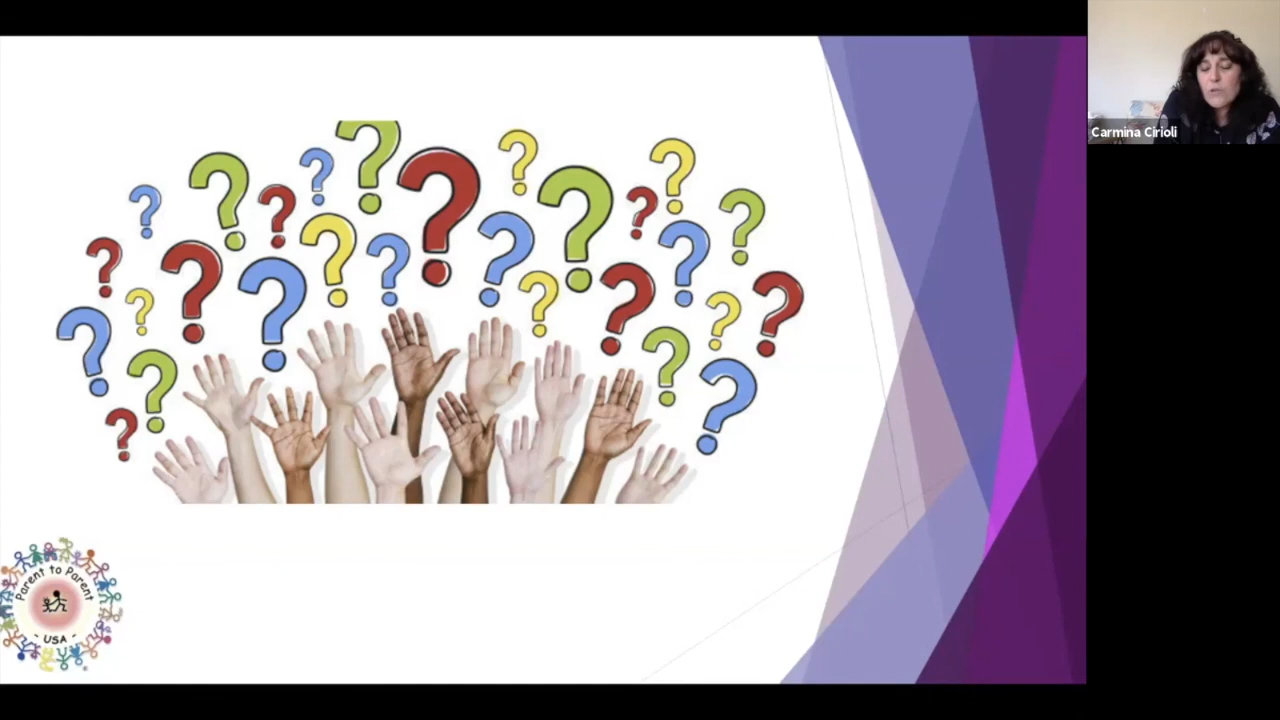 Carmina Cirioli
Parent to Parent
- USA -